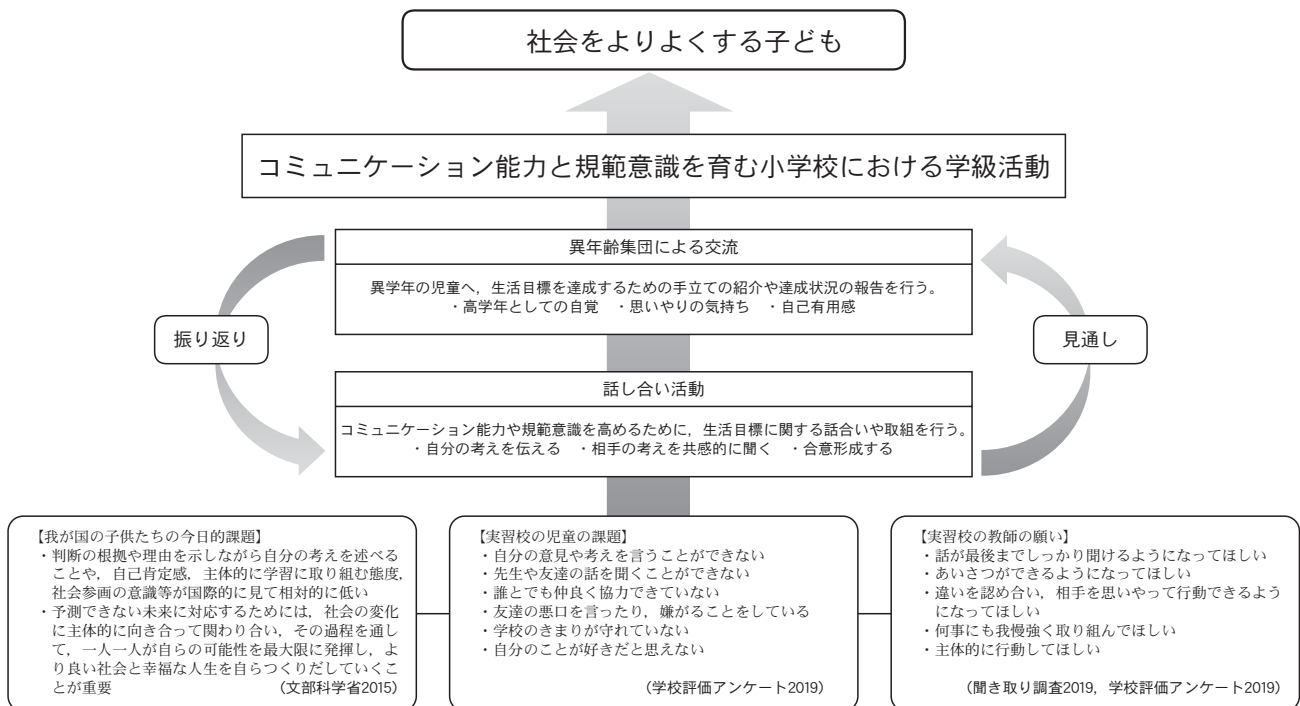 社会をよりよくする子ども
コミュニケーション能力と規範意識を育む小学校における学級活動
異年齢集団による交流
異学年の児童へ，生活目標を達成するための手立ての紹介や達成状況の報告を行う。
・高学年としての自覚　・思いやりの気持ち　・自己有用感
振り返り
見通し
話し合い活動
コミュニケーション能力や規範意識を高めるために，生活目標に関する話合いや取組を行う。
・自分の考えを伝える　・相手の考えを共感的に聞く　・合意形成する
【我が国の子供たちの今日的課題】
・判断の根拠や理由を示しながら自分の考えを述べる
ことや，自己肯定感，主体的に学習に取り組む態度，
社会参画の意識等が国際的に見て相対的に低い
・予測できない未来に対応するためには，社会の変化
に主体的に向き合って関わり合い，その過程を通し
て，一人一人が自らの可能性を最大限に発揮し，よ
り良い社会と幸福な人生を自らつくりだしていくこ
とが重要　（文部科学省2015）
【実習校の児童の課題】
・自分の意見や考えを言うことができない
・先生や友達の話を聞くことができない
・誰とでも仲良く協力できていない
・友達の悪口を言ったり，嫌がることをしている
・学校のきまりが守れていない
・自分のことが好きだと思えない
（学校評価アンケート2019）
【実習校の教師の願い】
・話が最後までしっかり聞けるようになってほしい
・あいさつができるようになってほしい
・違いを認め合い，相手を思いやって行動できるよう
になってほしい
・何事にも我慢強く取り組んでほしい
・主体的に行動してほしい
（聞き取り調査2019，学校評価アンケート2019）